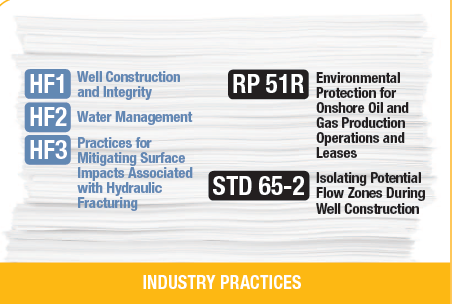 HF1 Well Construction
and Integrity
HF2 Water Management
HF3 Practices for
Mitigating Surface
Impacts Associated
with Hydraulic
Fracturing
RP 51R Environmental
Protection for
Onshore Oil and
Gas Production
Operations and
Leases
STD 65-2 Isolating Potential
Flow Zones During
Well Construction
INDUSTRY PRACTICES